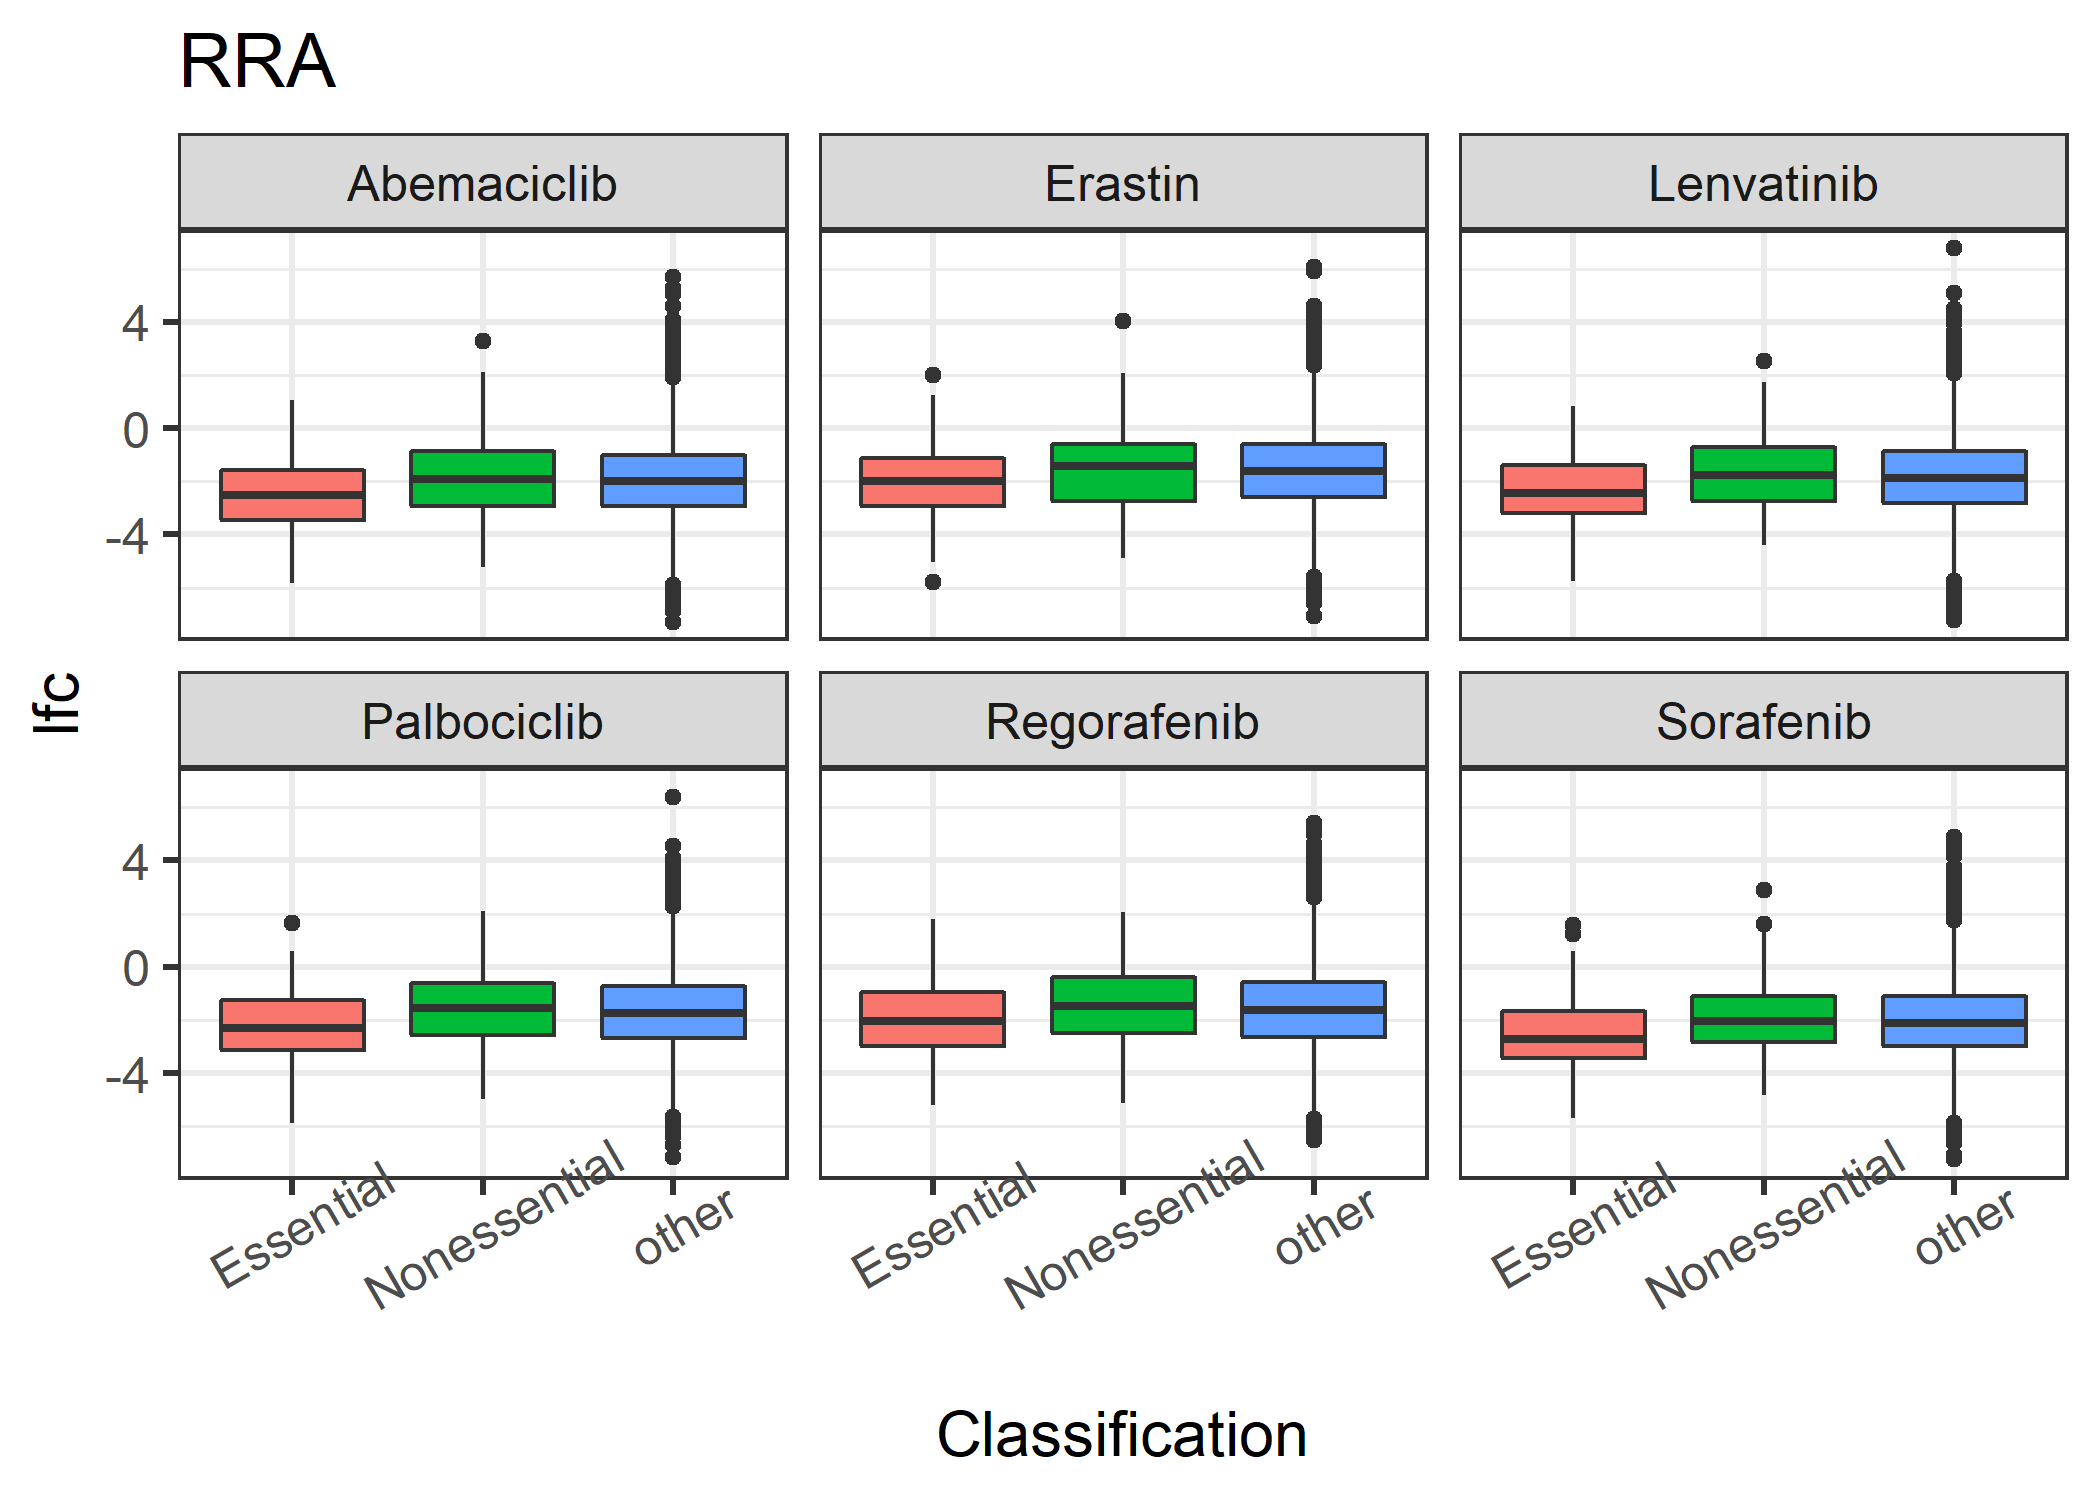 RRA
Abemaciclib Erastin Lenvatinib
4
0
-4
lfc
Palbociclib Regorafenib Sorafenib
4
0
-4
Essential Nonessential other Essential Nonessential other Essential Nonessential other
Classification